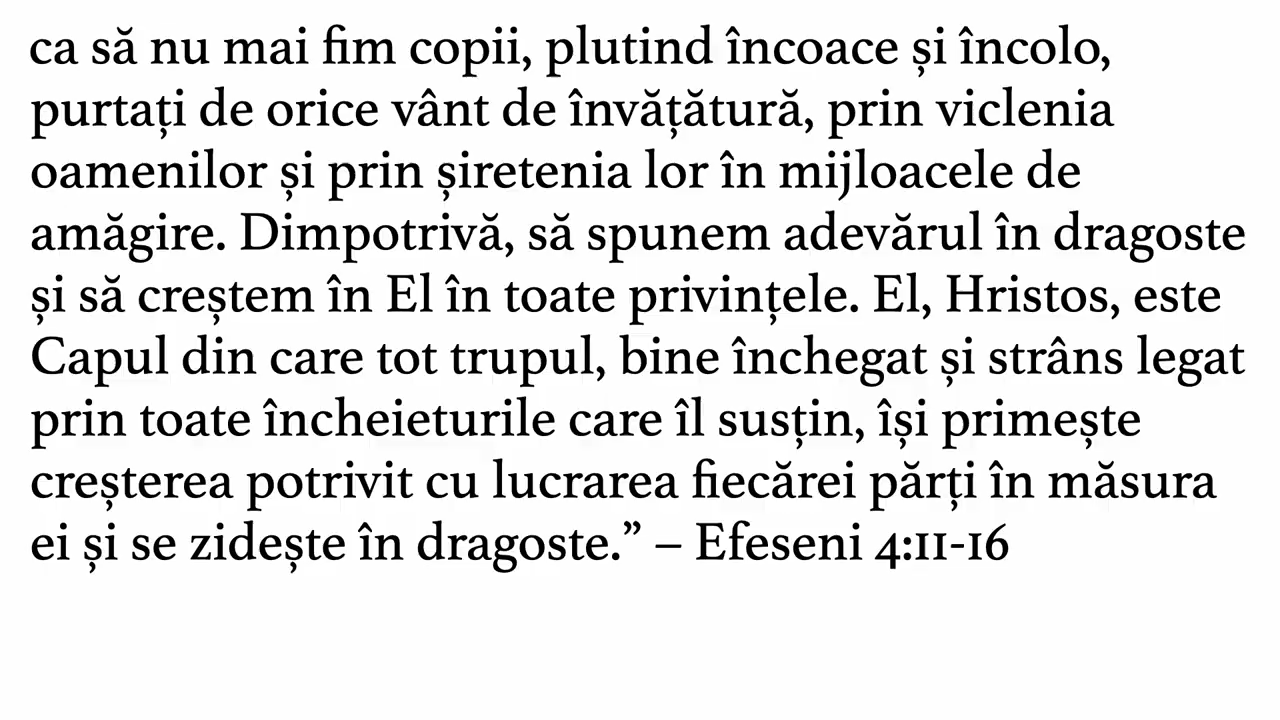 ca să nu mai fim copii, plutind încoace și încolo,
purtați de orice vânt de învățătură, prin viclenia
oamenilor și prin șiretenia lor în mijloacele de
amăgire. Dimpotrivă, să spunem adevărul în dragoste
și să creștem în El în toate privințele. El, Hristos, este
Capul din care tot trupul, bine închegat și strâns legat
prin toate încheieturile care îl susțin, își primește
creșterea potrivit cu lucrarea fiecărei părți în măsura
ei și se zidește în dragoste.” – Efeseni 4:11-16